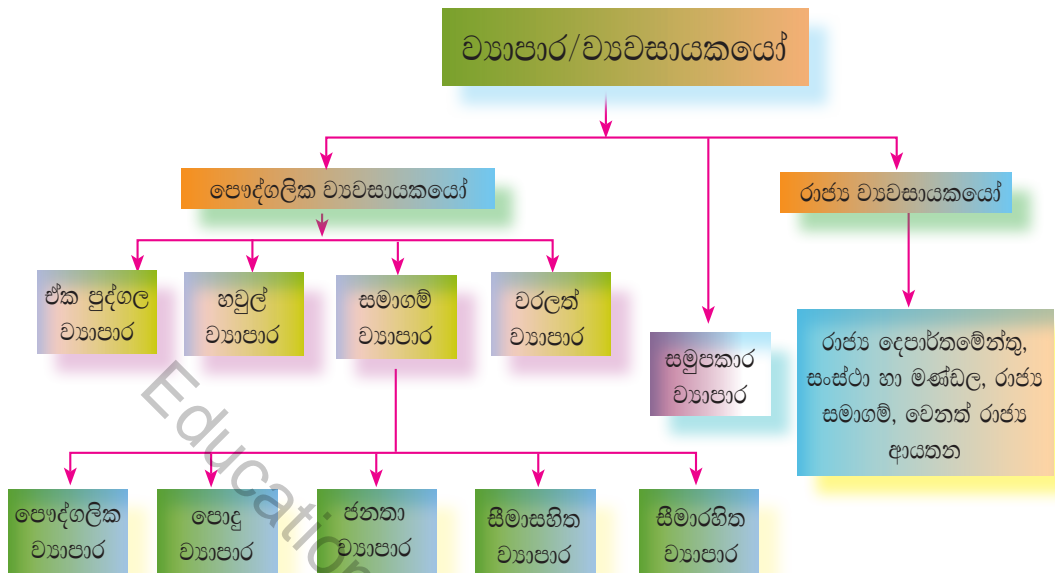 ව්‍යාපාර/ව්‍යවසායකයෝ
පෞද්ගලික ව්‍යවසායකයෝ
රාජ්‍ය ව්‍යවසායකයෝ
ඒක පුද්ගල
ව්‍යාපාර
හවුල්
ව්‍යාපාර
සමාගම්
ව්‍යාපාර
වරලත්
ව්‍යාපාර
සමුපකාර
ව්‍යාපාර
රාජ්‍ය දෙපාර්තමේන්තු,
සංස්ථා හා මණ්ඩල, රාජ්‍ය
සමාගම්, වෙනත් රාජ්‍ය
ආයතන
පෞද්ගලික
ව්‍යාපාර
පොදු
ව්‍යාපාර
ජනතා
ව්‍යාපාර
සීමාසහිත
ව්‍යාපාර
සීමාරහිත
ව්‍යාපාර
Education